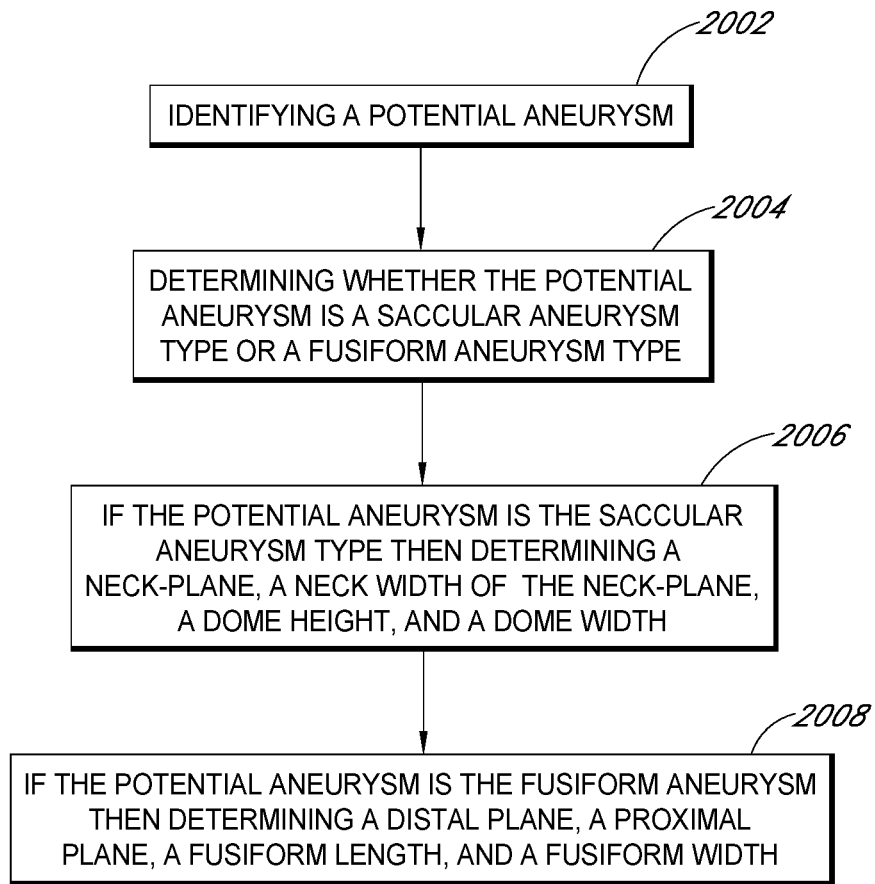 2002
IDENTIFYING A POTENTIAL ANEURYSM
2004
DETERMINING WHETHER THE POTENTIAL
ANEURYSM IS A SACCULAR ANEURYSM
TYPE OR A FUSIFORM ANEURYSM TYPE
2006
IF THE POTENTIAL ANEURYSM IS THE SACCULAR
ANEURYSM TYPE THEN DETERMINING A
NECK-PLANE, A NECK WIDTH OF THE NECK-PLANE,
A DOME HEIGHT, AND A DOME WIDTH
2008
IF THE POTENTIAL ANEURYSM IS THE FUSIFORM ANEURYSM
THEN DETERMINING A DISTAL PLANE, A PROXIMAL
PLANE, A FUSIFORM LENGTH, AND A FUSIFORM WIDTH